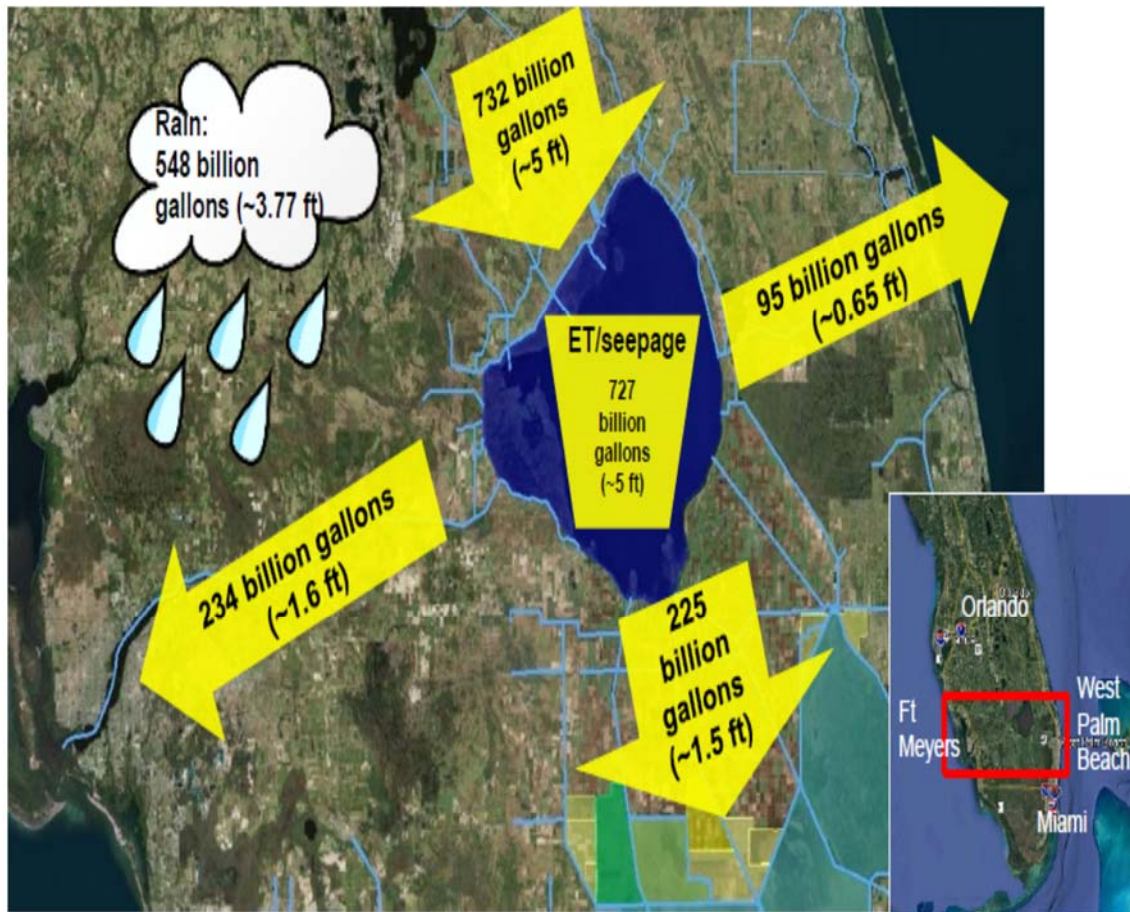 732 billion
gallons
(~5 ft)
Rain:
548 billion
gallons (~3.77 ft)
95 billion gallons
(~0.65 ft)
ET/seepage
727
billion
gallons
(~5 ft)
234 billion gallons
(~1.6 ft)
225
billion
gallons
(~1.5 ft)
Orlando
Ft
Meyers
West
Palm
Beach
Miami